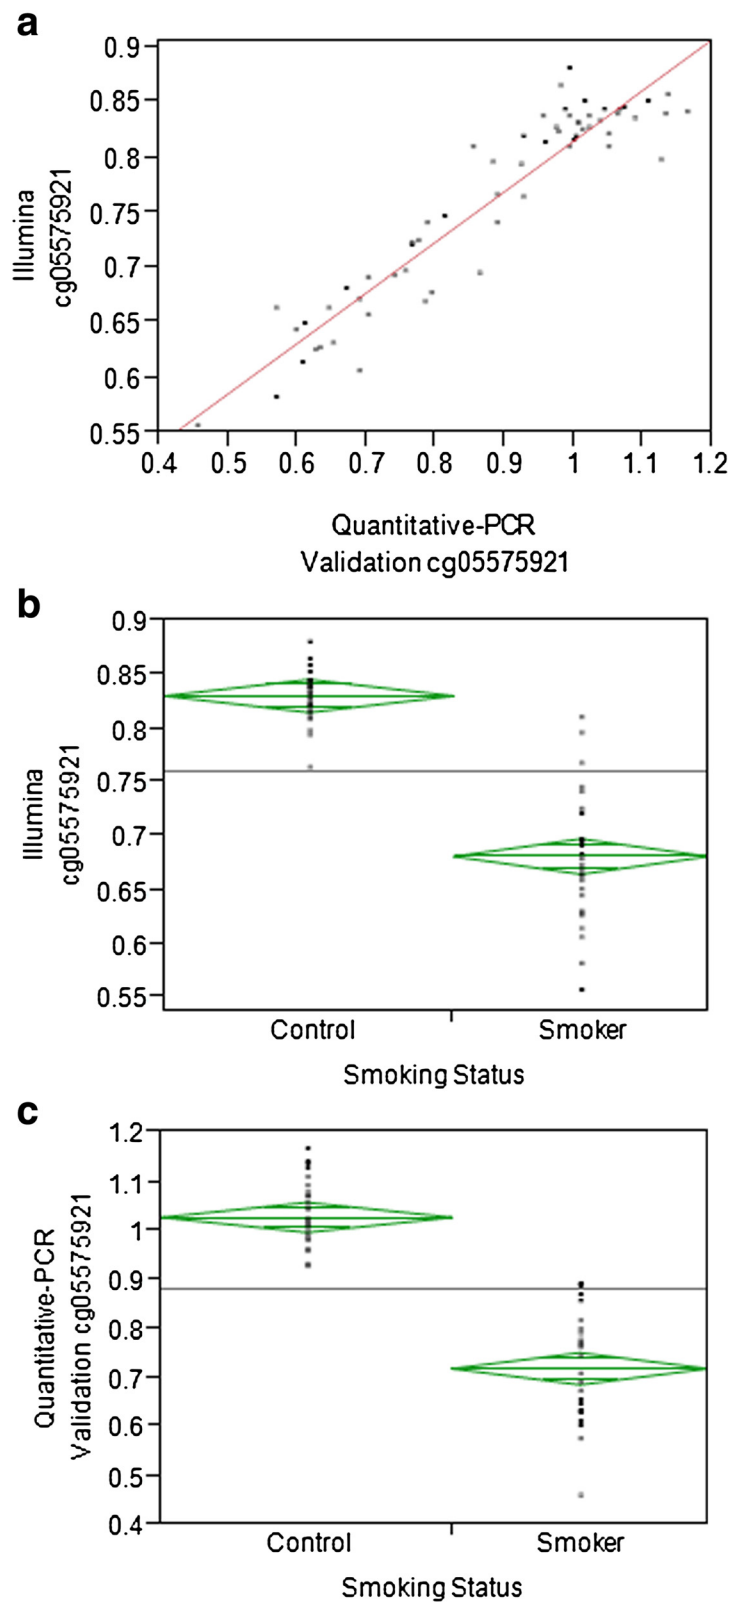 a
0.9
0.85
0.8
0.75
0.7
0.65
0.6
0.55
Illumina
cg05575921
0.4 0.5 0.6 0.7 0.8 0.9 1 1.1 1.2
Quantitative-PCR
Validation cg05575921
b
0.9
0.85
0.8
0.75
0.7
0.65
0.6
0.55
Illumina
cg05575921
Control Smoker
Smoking Status
c
1.2
1.1
1
0.9
0.8
0.7
0.6
0.5
0.4
Quantitative-PCR
Validation cg05575921
Control Smoker
Smoking Status